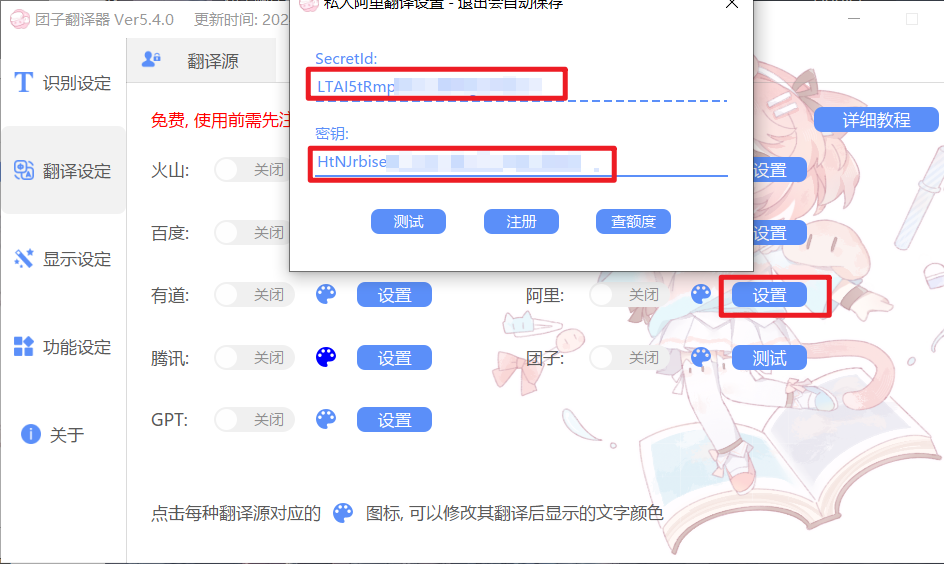 团子翻译器 Ver5.4.0 更新时间: 202
私人阿里翻译设置 - 退出会自动保存
识别设定
翻译设定
显示设定
功能设定
关于
翻译源
SecretId:
LTAI5tRmp
密钥:
HtNJrbise
测试 注册 查额度
免费, 使用前需先注
详细教程
火山: 关闭 设置
百度: 关闭 设置
有道: 关闭 设置 阿里: 关闭 设置
腾讯: 关闭 设置 团子: 关闭 测试
GPT: 关闭 设置
点击每种翻译源对应的 图标, 可以修改其翻译后显示的文字颜色